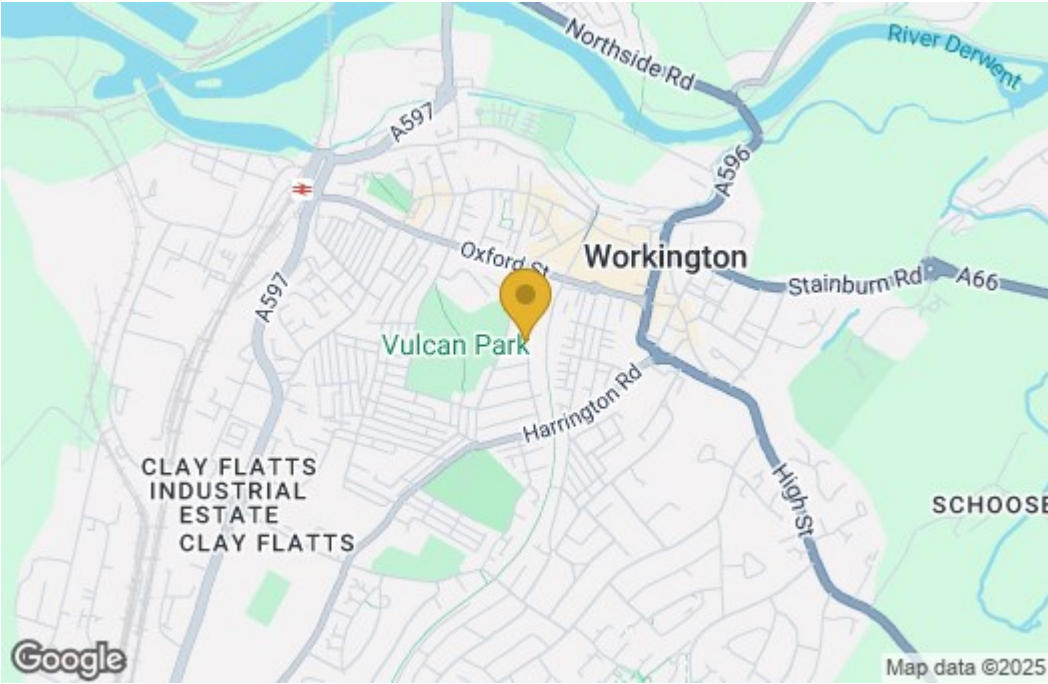 Northside Rd
River Derwent
A597
A596
Oxford St
Workington
Stainburn Rd
A66
A597
Vulcan Park
Harrington Rd
CLAY FLATTS
INDUSTRIAL
ESTATE
CLAY FLATTS
High St
SCHOOSE
Google
Map data ©2025